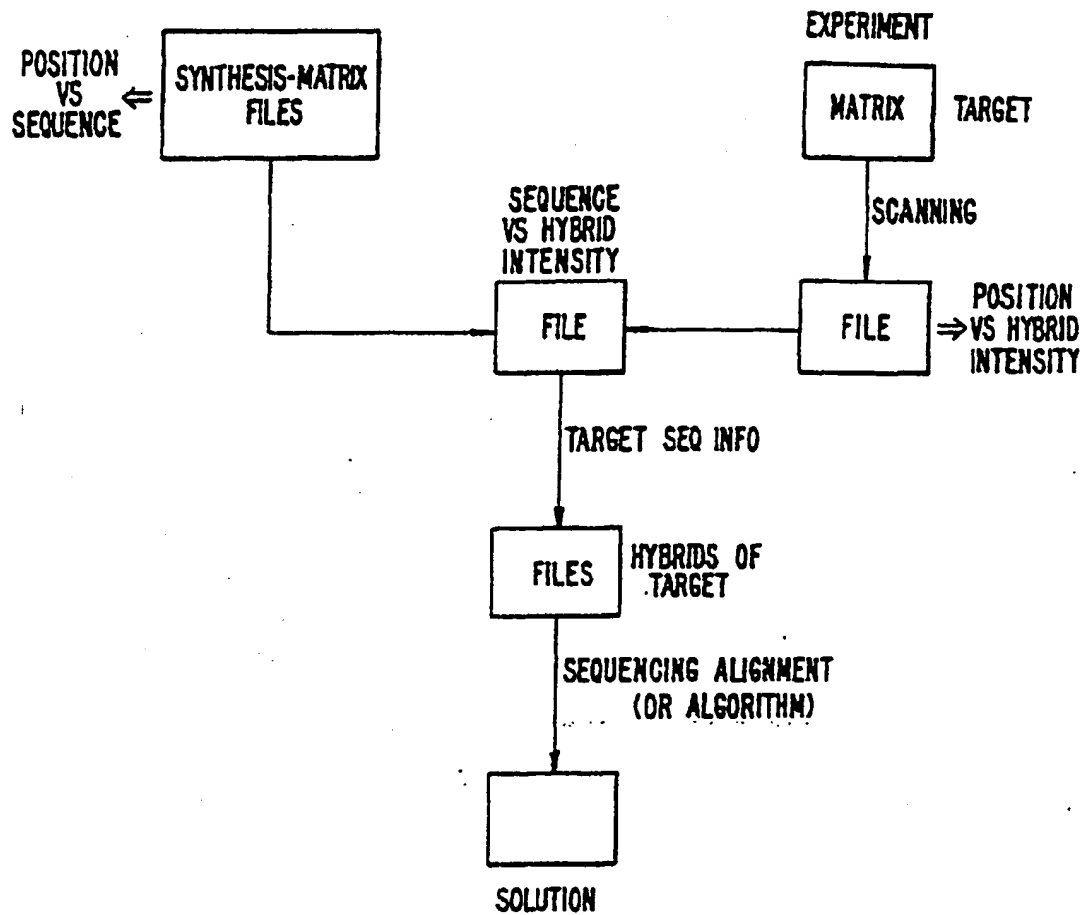 POSITION
VS
SEQUENCE
⇐
SYNTHESIS-MATRIX
FILES
EXPERIMENT
MATRIX
TARGET
SCANNING
SEQUENCE
VS HYBRID
INTENSITY
FILE
FILE
⇒
POSITION
VS HYBRID
INTENSITY
TARGET SEQ INFO
FILES
HYBRIDS OF
TARGET
SEQUENCING ALIGNMENT
(OR ALGORITHM)
SOLUTION